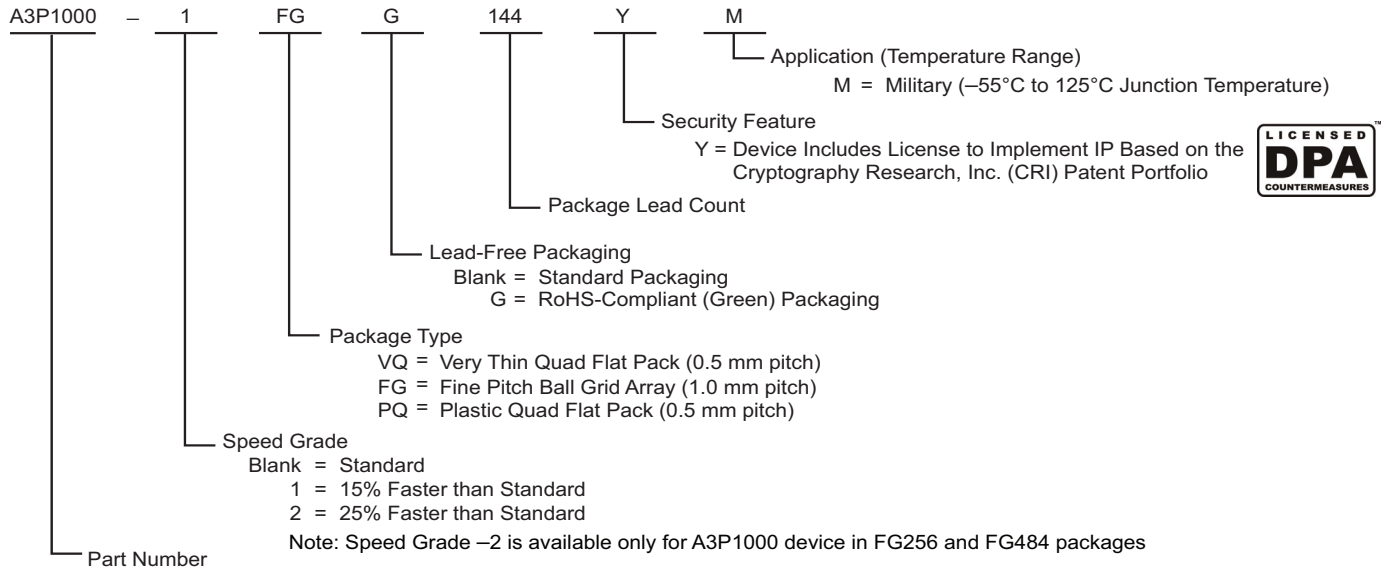 A3P1000 – 1 FG G 144 Y M
Application (Temperature Range)
M = Military (–55°C to 125°C Junction Temperature)
Security Feature
Y = Device Includes License to Implement IP Based on the
Cryptography Research, Inc. (CRI) Patent Portfolio
LICENSED
DPA
COUNTERMEASURES
™
Package Lead Count
Lead-Free Packaging
Blank = Standard Packaging
G = RoHS-Compliant (Green) Packaging
Package Type
VQ = Very Thin Quad Flat Pack (0.5 mm pitch)
FG = Fine Pitch Ball Grid Array (1.0 mm pitch)
PQ = Plastic Quad Flat Pack (0.5 mm pitch)
Speed Grade
Blank = Standard
1 = 15% Faster than Standard
2 = 25% Faster than Standard
Note: Speed Grade –2 is available only for A3P1000 device in FG256 and FG484 packages
Part Number